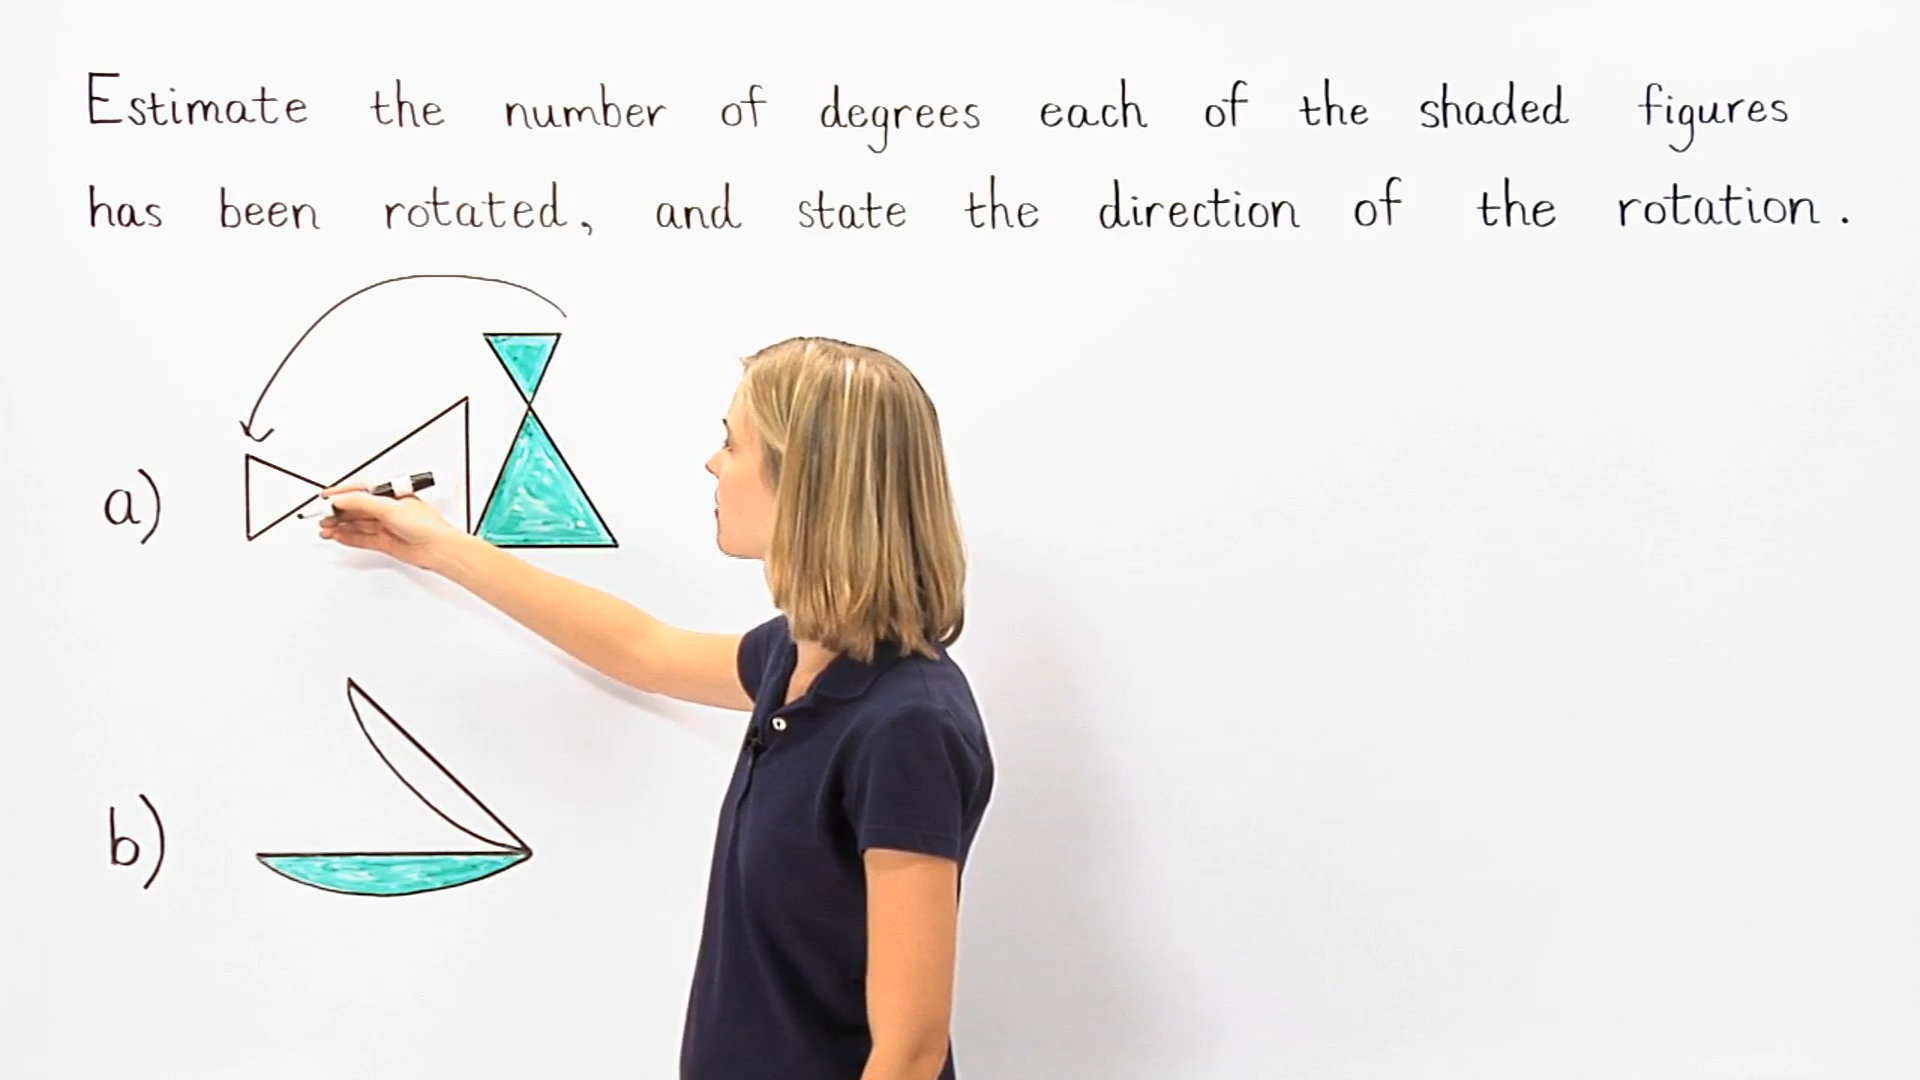 Estimate the number of degrees each of the shaded figures
has been rotated, and state the direction of the rotation.
a)
b)